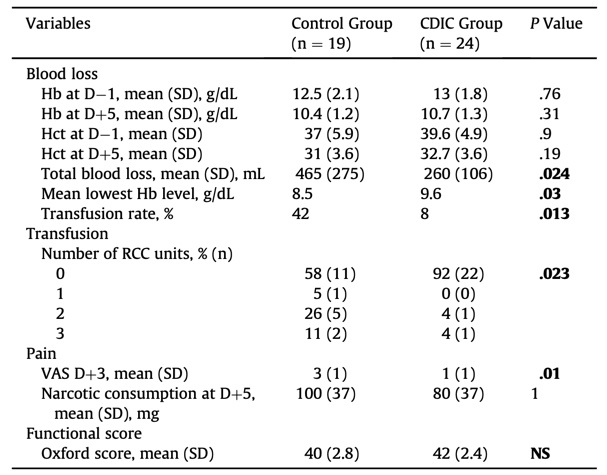 Variables Control Group CDIC Group P Value
(n = 19) (n = 24)
Blood loss
Hb at D−1, mean (SD), g/dL 12.5 (2.1) 13 (1.8) .76
Hb at D+5, mean (SD), g/dL 10.4 (1.2) 10.7 (1.3) .31
Hct at D−1, mean (SD) 37 (5.9) 39.6 (4.9) .9
Hct at D+5, mean (SD) 31 (3.6) 32.7 (3.6) .19
Total blood loss, mean (SD), mL 465 (275) 260 (106) .024
Mean lowest Hb level, g/dL 8.5 9.6 .03
Transfusion rate, % 42 8 .013
Transfusion
Number of RCC units, % (n)
0 58 (11) 92 (22) .023
1 5 (1) 0 (0)
2 26 (5) 4 (1)
3 11 (2) 4 (1)
Pain
VAS D+3, mean (SD) 3 (1) 1 (1) .01
Narcotic consumption at D+5, 100 (37) 80 (37) 1
mean (SD), mg
Functional score
Oxford score, mean (SD) 40 (2.8) 42 (2.4) NS